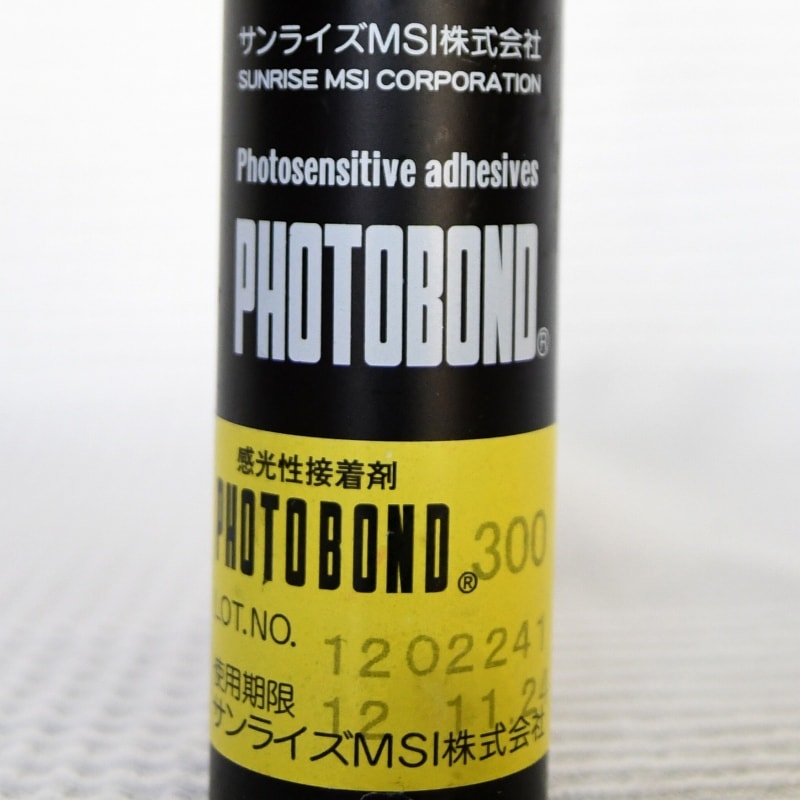 サンライズMSI株式会社
SUNRISE MSI CORPORATION
Photosensitive adhesives
PHOTOBOND®
感光性接着剤
PHOTOBOND® 300
LOT.NO. 1202241
使用期限 12 11.24
サンライズMSI株式会社